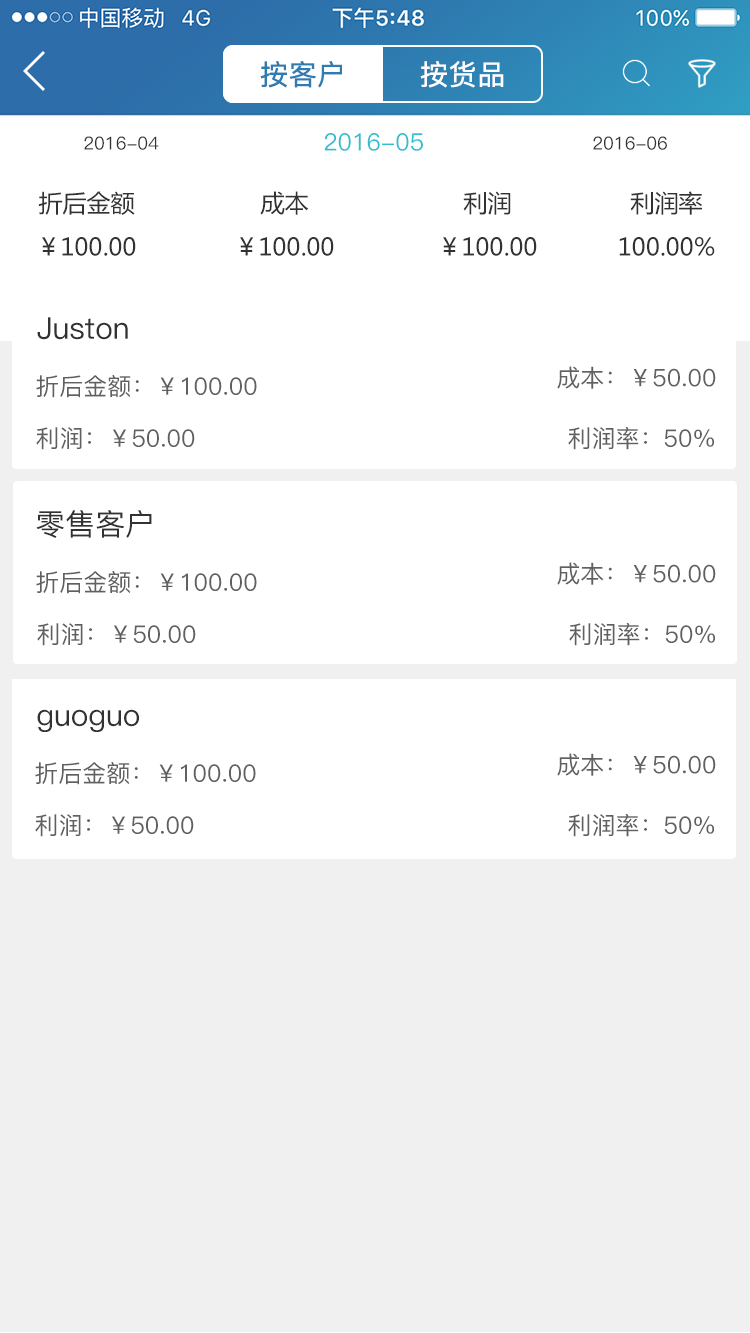 中国移动 4G 下午5:48 100%
按客户 按货品
2016-04 2016-05 2016-06
折后金额 成本 利润 利润率
¥100.00 ¥100.00 ¥100.00 100.00%
Juston
折后金额： ¥100.00 成本： ¥50.00
利润： ¥50.00 利润率： 50%
零售客户
折后金额： ¥100.00 成本： ¥50.00
利润： ¥50.00 利润率： 50%
guoguo
折后金额： ¥100.00 成本： ¥50.00
利润： ¥50.00 利润率： 50%